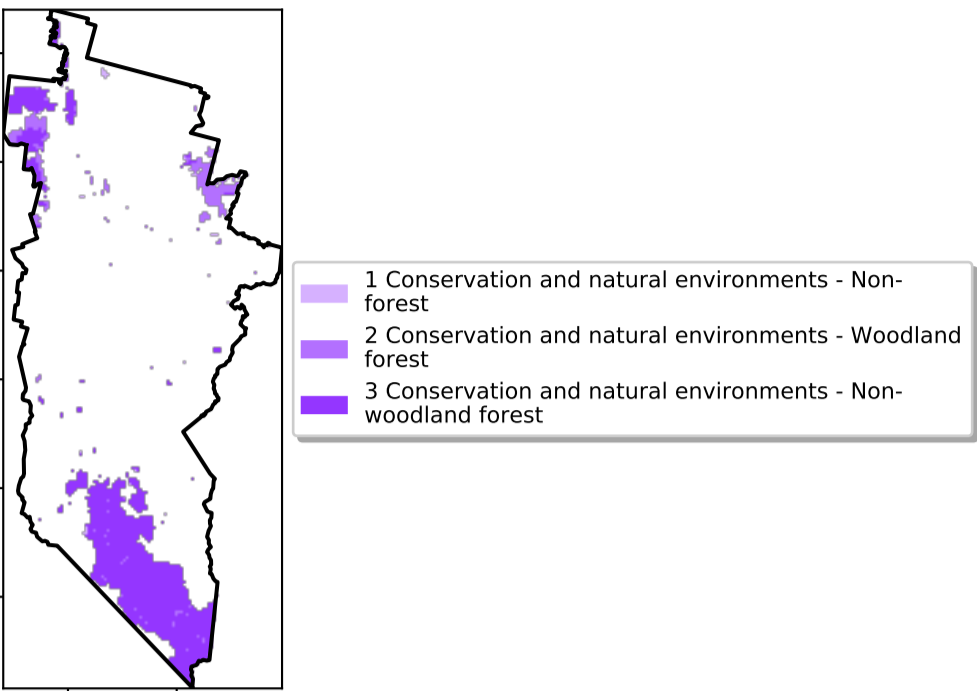 1 Conservation and natural environments - Non-
forest
2 Conservation and natural environments - Woodland
forest
3 Conservation and natural environments - Non-
woodland forest